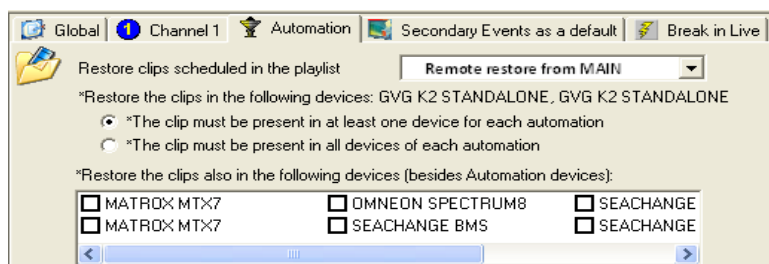 Global 1 Channel 1 Automation Secondary Events as a default Break in Live
Restore clips scheduled in the playlist Remote restore from MAIN
*Restore the clips in the following devices: GVG K2 STANDALONE, GVG K2 STANDALONE
*The clip must be present in at least one device for each automation
*The clip must be present in all devices of each automation
*Restore the clips also in the following devices (besides Automation devices):
MATROX MTX7 OMNEON SPECTRUM8 SEACHANGE
MATROX MTX7 SEACHANGE BMS SEACHANGE